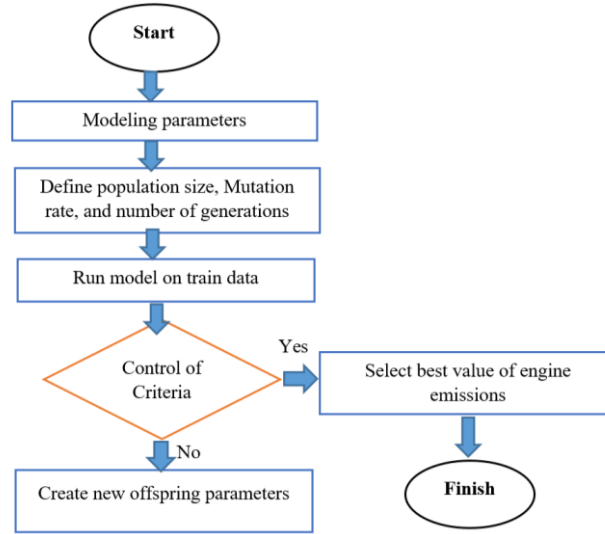 Start
Modeling parameters
Define population size, Mutation
rate, and number of generations
Run model on train data
Control of
Criteria
Yes
Select best value of engine
emissions
No
Create new offspring parameters
Finish